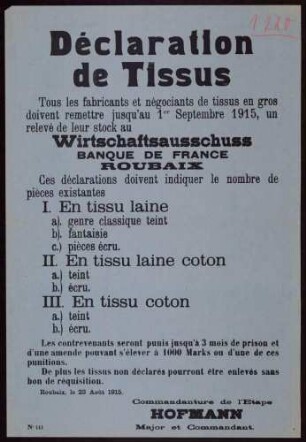 1220
Déclaration
de Tissus
Tous les fabricants et négociants de tissus en gros
doivent remettre jusqu'au 1er Septembre 1915, un
relevé de leur stock au
Wirtschaftsausschuss
BANQUE DE FRANCE
ROUBAIX
Ces déclarations doivent indiquer le nombre de
pièces existantes
I. En tissu laine
a). genre classique teint
b). fantaisie
c.) pièces écru.
II. En tissu laine coton
a.) teint
b.) écru.
III. En tissu coton
a.) teint
b.) écru.
Les contrevenants seront punis jusqu'à 3 mois de prison et
d'une amende pouvant s'élever à 1000 Marks ou d'une de ces
punitions.
De plus les tissus non déclarés pourront être enlevés sans
bon de réquisition.
Roubaix, le 23 Août 1915.
Commandanture de l'Etape
HOFMANN
Major et Commandant.